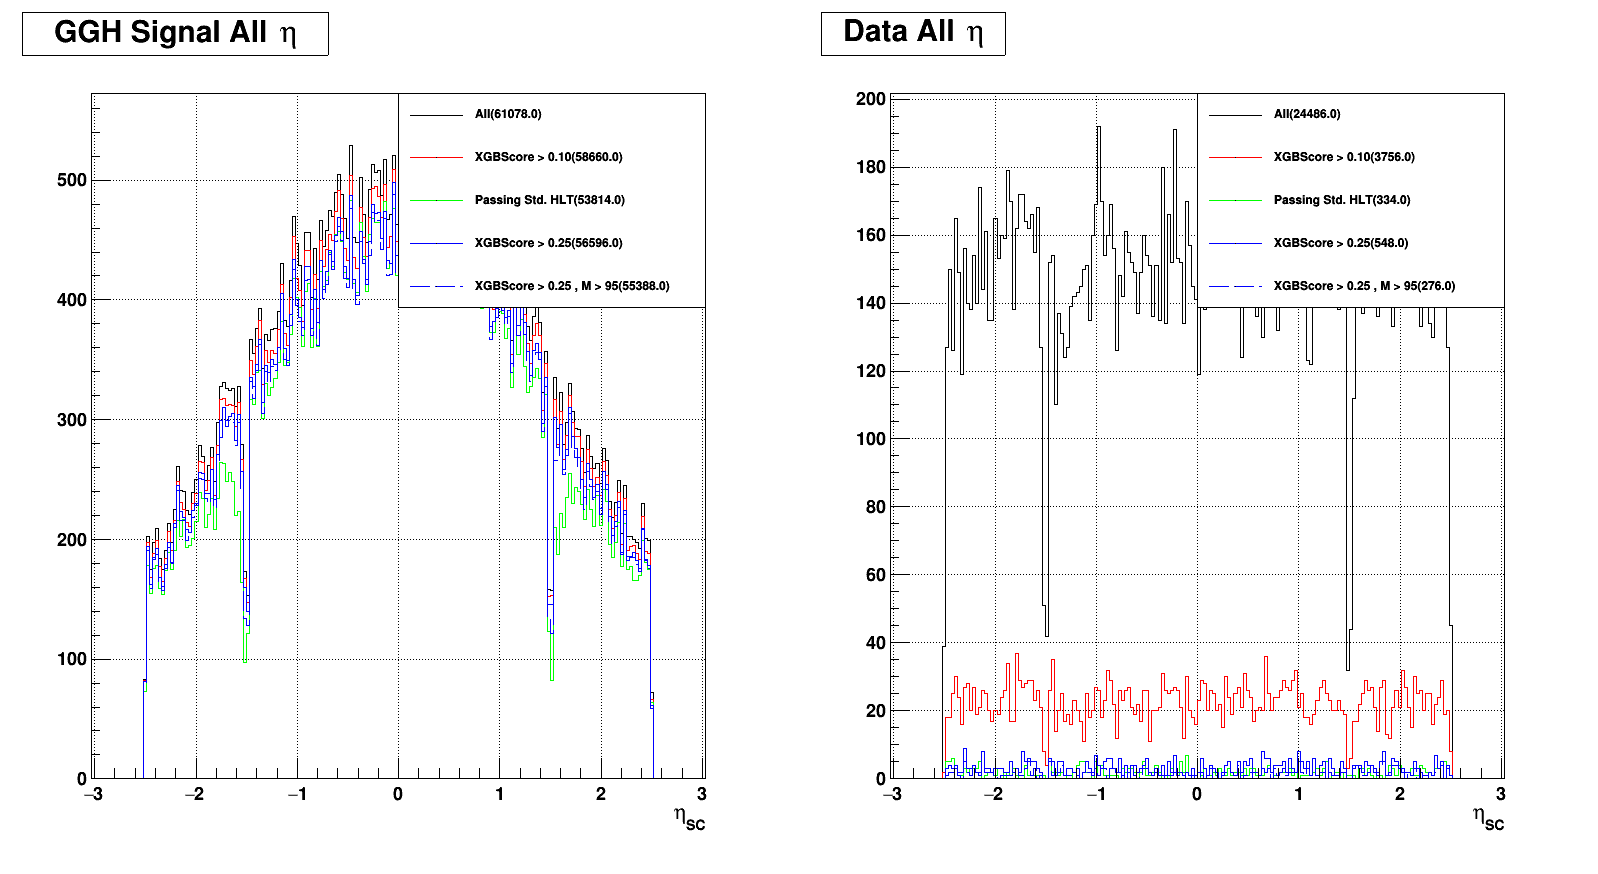 GGH Signal All η
All(61078.0)
XGBScore > 0.10(58660.0)
Passing Std. HLT(53814.0)
XGBScore > 0.25(56596.0)
XGBScore > 0.25 , M > 95(55388.0)
500
400
300
200
100
0
−3 −2 −1 0 1 2 3
ηSC
Data All η
All(24486.0)
XGBScore > 0.10(3756.0)
Passing Std. HLT(334.0)
XGBScore > 0.25(548.0)
XGBScore > 0.25 , M > 95(276.0)
200
180
160
140
120
100
80
60
40
20
0
−3 −2 −1 0 1 2 3
ηSC